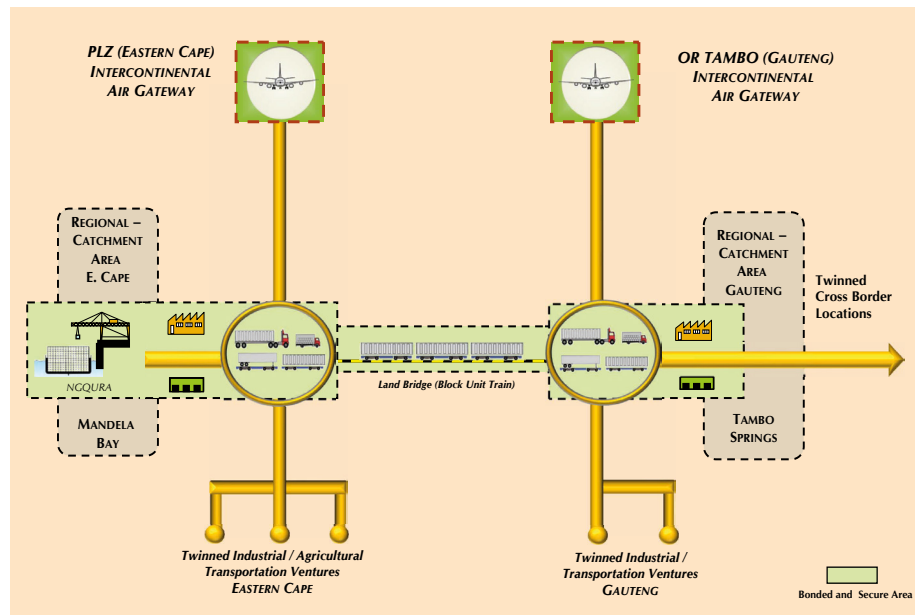 PLZ (EASTERN CAPE)
INTERCONTINENTAL
AIR GATEWAY
OR TAMBO (GAUTENG)
INTERCONTINENTAL
AIR GATEWAY
REGIONAL –
CATCHMENT
AREA
E. CAPE
REGIONAL –
CATCHMENT
AREA
GAUTENG
Twinned
Cross Border
Locations
NGQURA
Land Bridge (Block Unit Train)
MANDELA
BAY
TAMBO
SPRINGS
Twinned Industrial / Agricultural
Transportation Ventures
EASTERN CAPE
Twinned Industrial /
Transportation Ventures
GAUTENG
Bonded and Secure Area